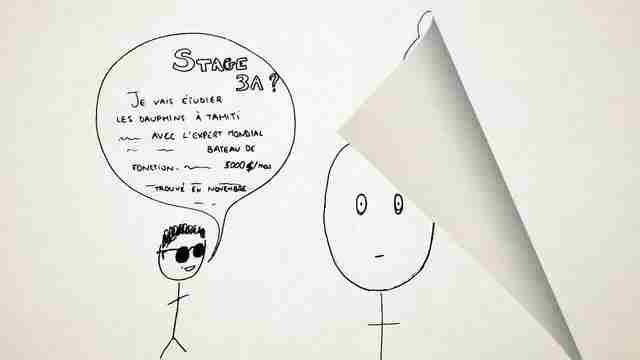 STAGE
3A ?
JE VAIS ÉTUDIER
LES DAUPHINS À TAHITI
AVEC L'EXPERT MONDIAL
BATEAU DE
FONCTION. 5000 $/mois
TROUVÉ EN NOVEMBRE